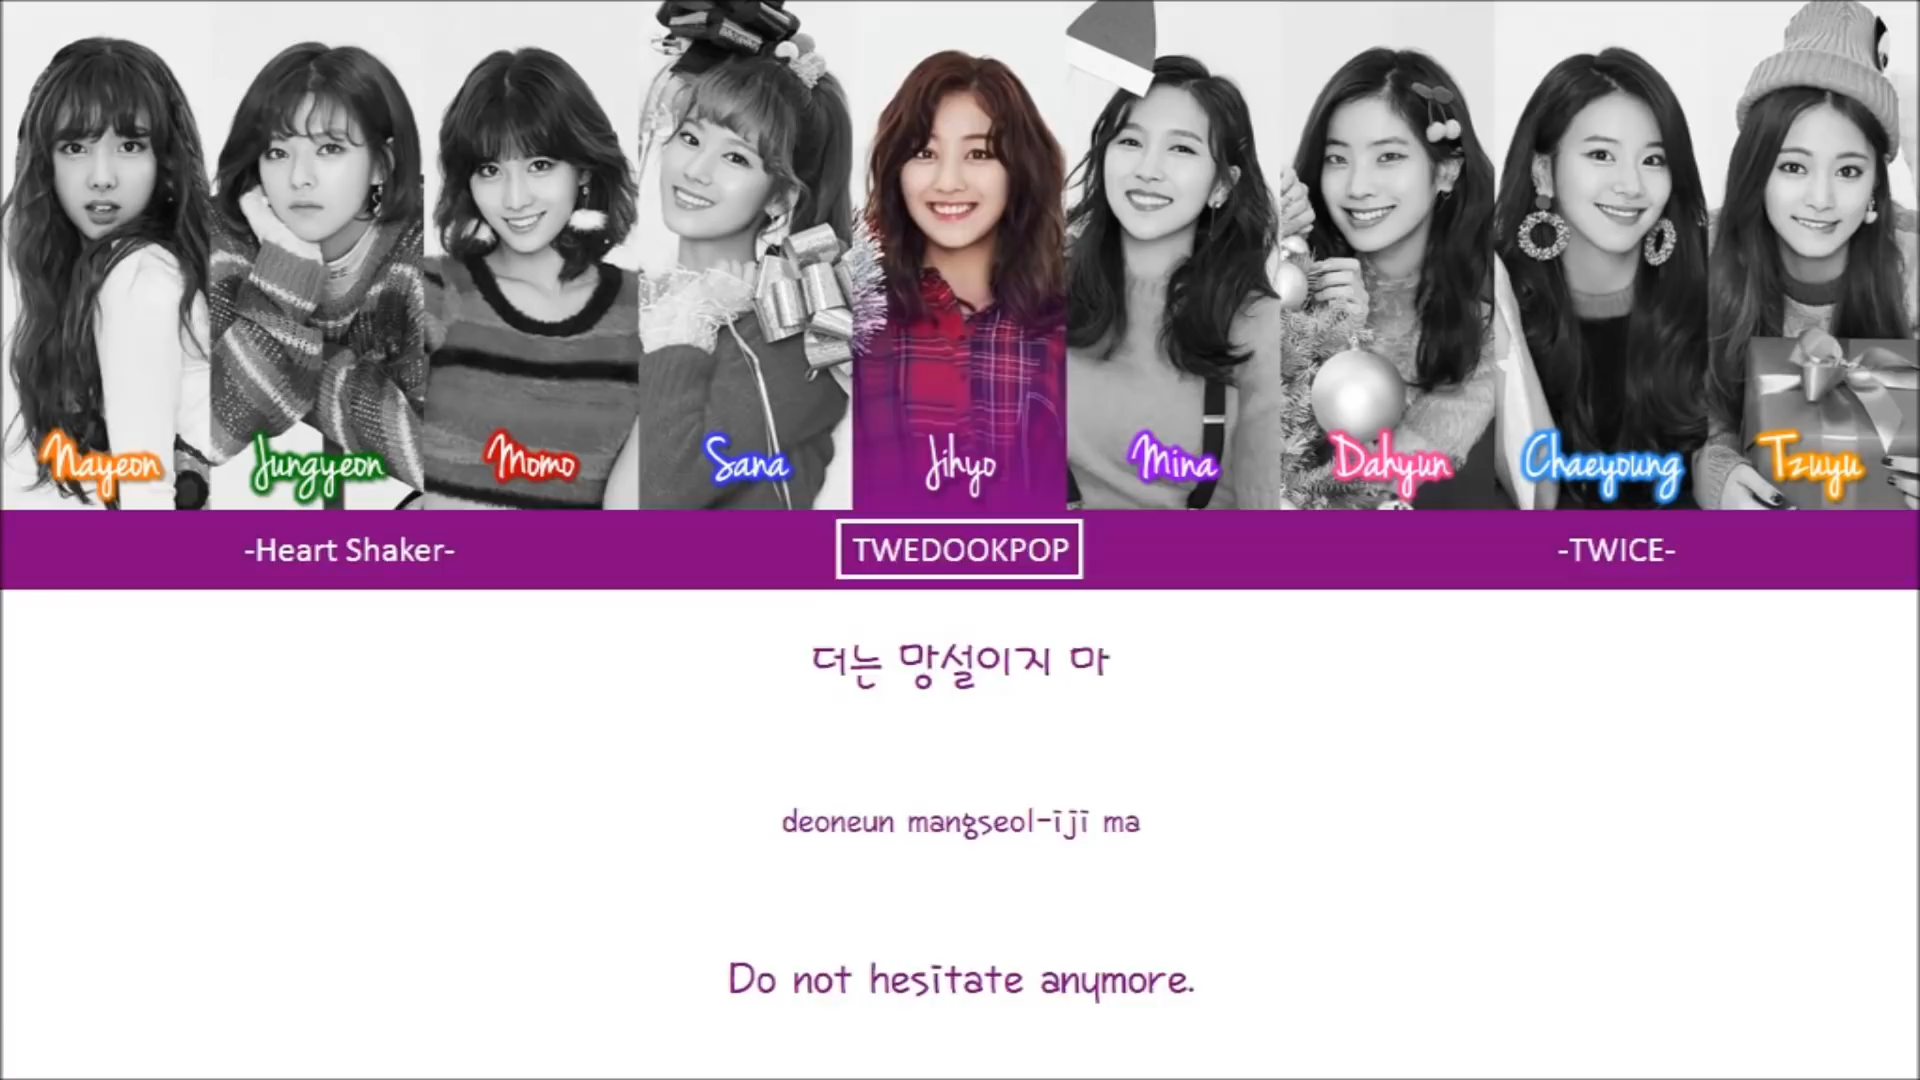 Nayeon
Jungyeon
Momo
Sana
Jihyo
Mina
Dahyun
Chaeyoung
Tzuyu
-Heart Shaker-
TWEDOOKPOP
-TWICE-
더는 망설이지 마
deoneun mangseol-iji ma
Do not hesitate anymore.